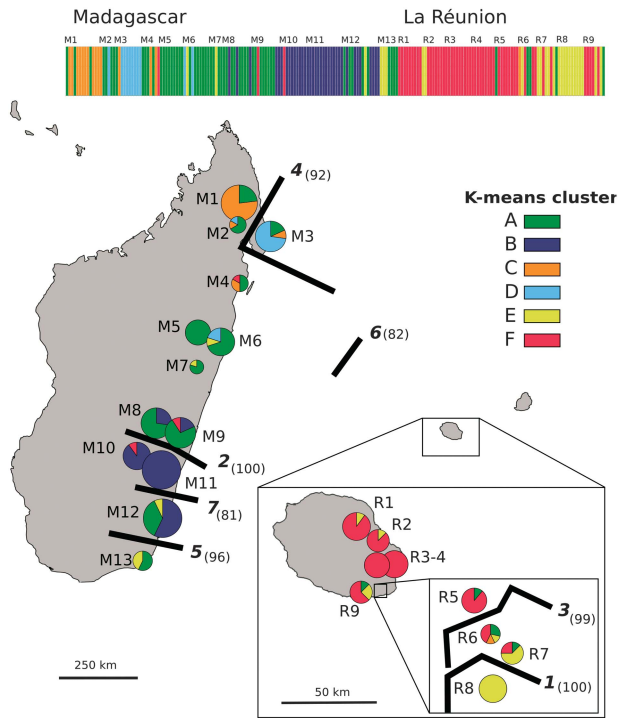 Madagascar La Réunion
M1 M2 M3 M4 M5 M6 M7 M8 M9 M10 M11 M12 M13 R1 R2 R3 R4 R5 R6 R7 R8 R9
4 (92)
K-means cluster
M1
A
M2
M3
B
C
M4
D
M5
E
M6
6 (82)
F
M7
M8
M9
M10
2 (100)
M11
7 (81)
M12
5 (96)
M13
R1
R2
R3-4
R9
R5
3 (99)
R6
R7
R8
1 (100)
250 km
50 km